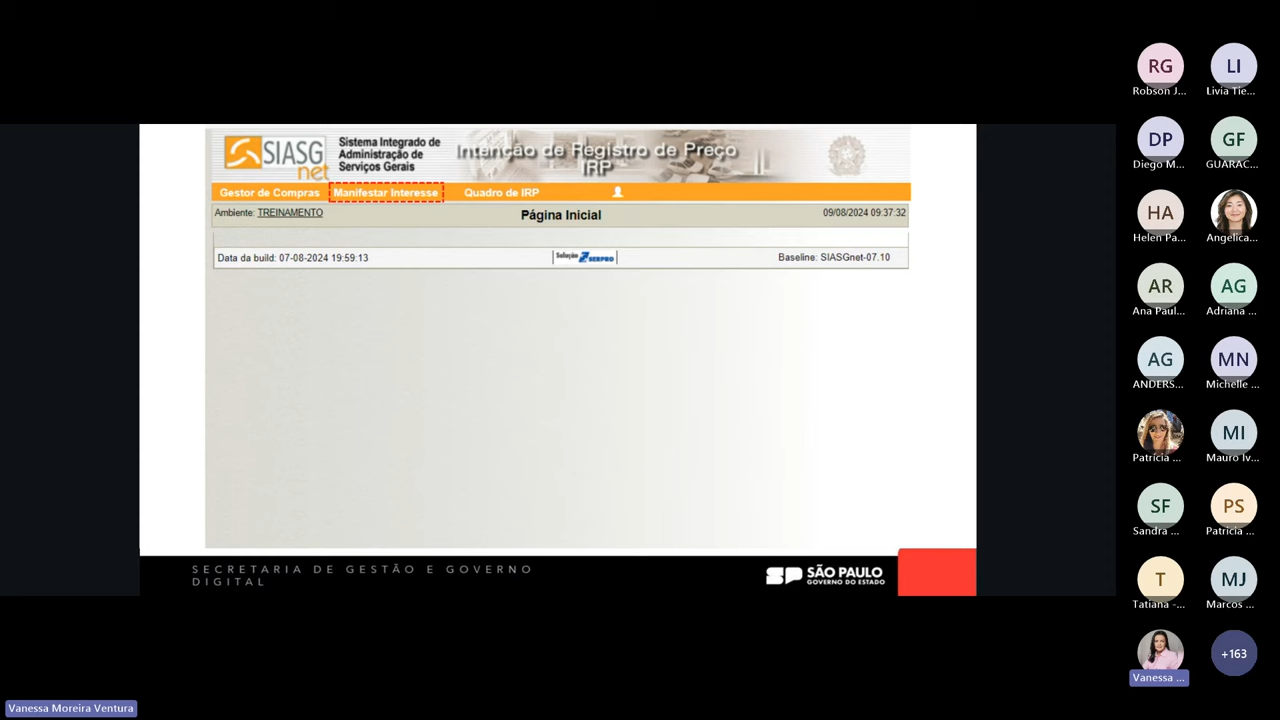 SIASG
net
Sistema Integrado de
Administração de
Serviços Gerais
Intenção de Registro de Preço
IRP
Gestor de Compras
Manifestar Interesse
Quadro de IRP
Ambiente: TREINAMENTO
Página Inicial
09/08/2024 09:37:32
Data da build: 07-08-2024 19:59:13
Solução
SERPRO
Baseline: SIASGnet-07.10
SECRETARIA DE GESTÃO E GOVERNO
DIGITAL
SP
SÃO PAULO
GOVERNO DO ESTADO
RG
Robson J...
LI
Livia Tie...
DP
Diego M...
GF
GUARAC...
HA
Helen Pa...
Angelica...
AR
Ana Paul...
AG
Adriana ...
AG
ANDERS...
MN
Michelle ...
Patrícia ...
MI
Mauro Iv...
SF
Sandra ...
PS
Patricia ...
T
Tatiana -...
MJ
Marcos ...
Vanessa ...
+163
Vanessa Moreira Ventura